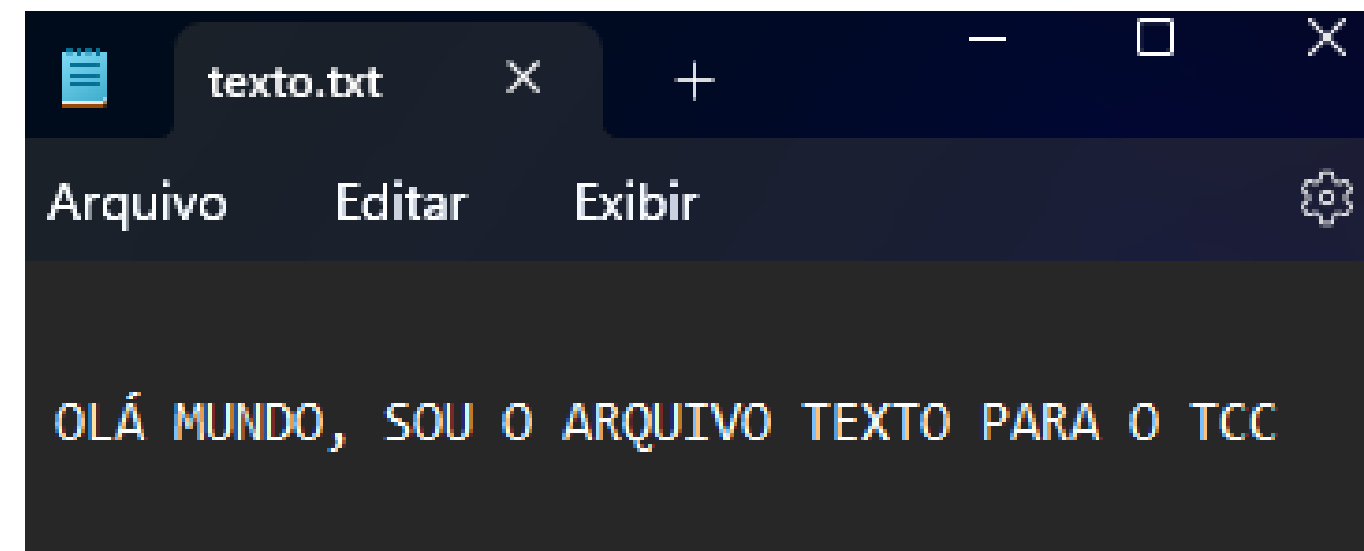 texto.txt
Arquivo Editar Exibir
OLÁ MUNDO, SOU O ARQUIVO TEXTO PARA O TCC